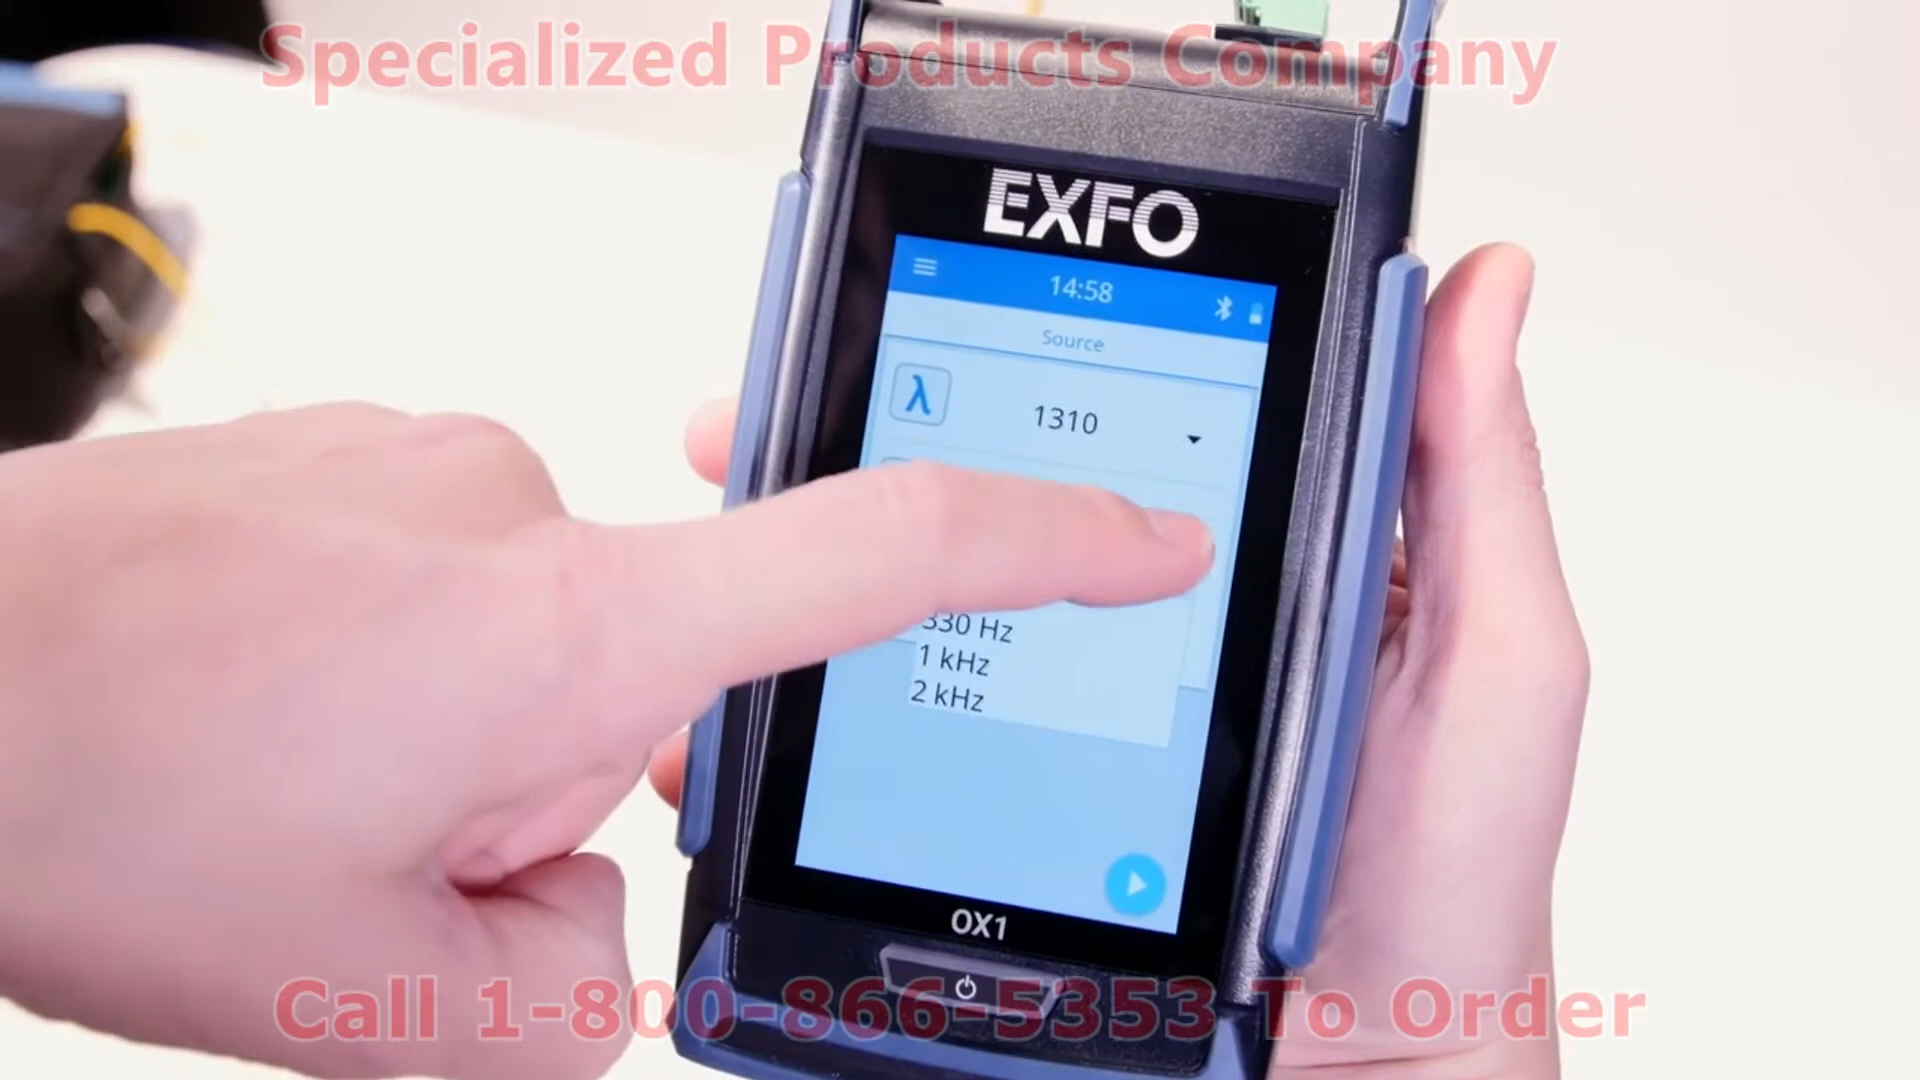 Specialized Products Company
EXFO
14:58
Source
λ
1310
330 Hz
1 kHz
2 kHz
OX1
Call 1-800-866-5353 To Order